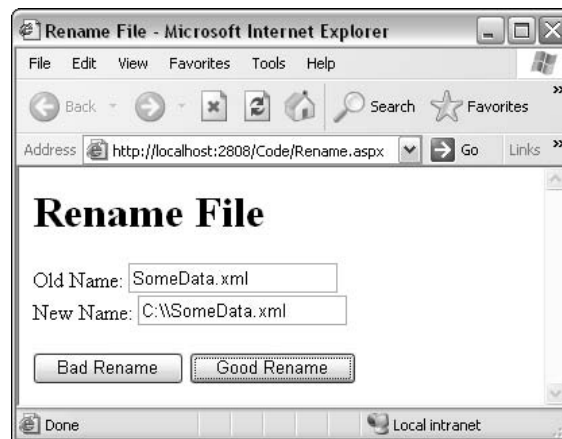 Rename File - Microsoft Internet Explorer
File Edit View Favorites Tools Help
Back Search Favorites »
Address http://localhost:2808/Code/Rename.aspx Go Links »
Rename File
Old Name: SomeData.xml
New Name: C:\\SomeData.xml
Bad Rename Good Rename
Done Local intranet